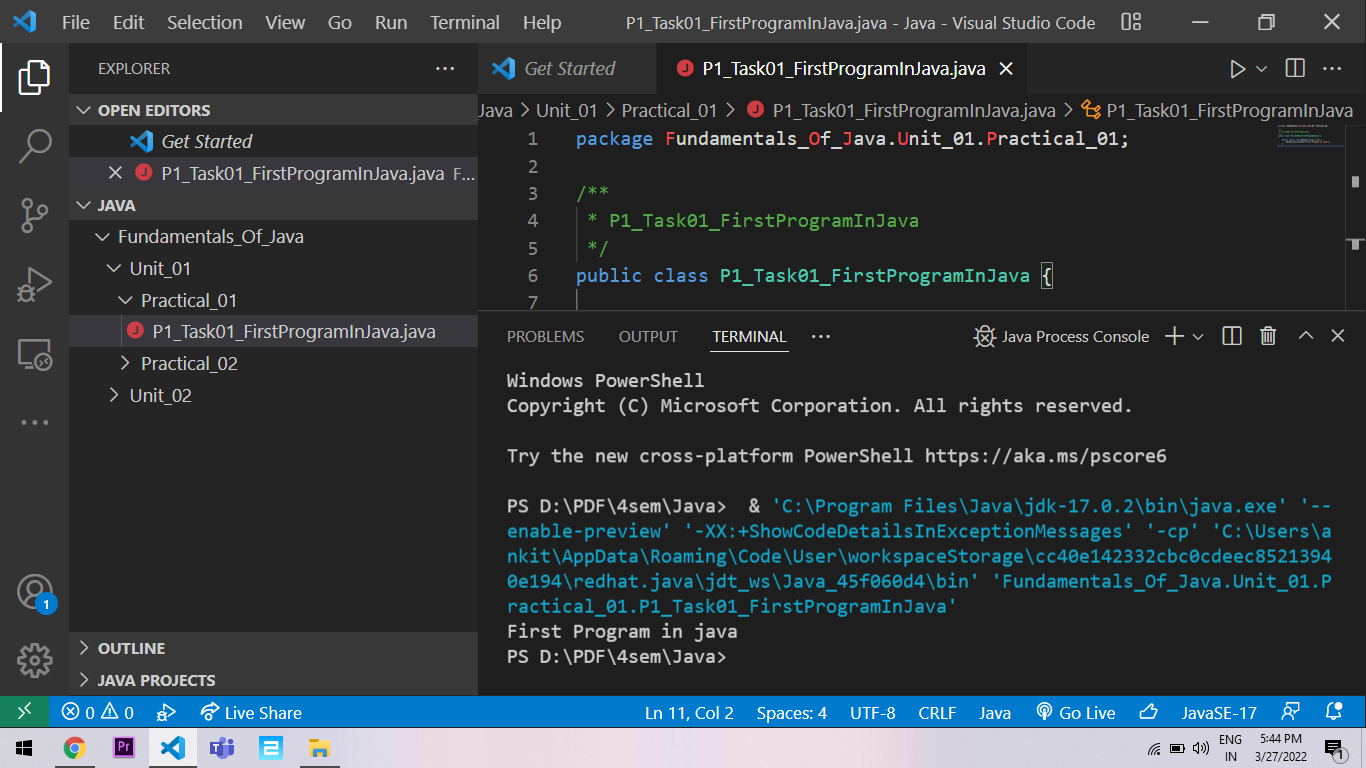 File Edit Selection View Go Run Terminal Help P1_Task01_FirstProgramInJava.java - Java - Visual Studio Code
EXPLORER
OPEN EDITORS
Get Started
P1_Task01_FirstProgramInJava.java F...
JAVA
Fundamentals_Of_Java
Unit_01
Practical_01
P1_Task01_FirstProgramInJava.java
Practical_02
Unit_02
OUTLINE
JAVA PROJECTS
1
Get Started P1_Task01_FirstProgramInJava.java
Java > Unit_01 > Practical_01 > P1_Task01_FirstProgramInJava.java > P1_Task01_FirstProgramInJava
1 package Fundamentals_Of_Java.Unit_01.Practical_01;
2
3 /**
4 * P1_Task01_FirstProgramInJava
5 */
6 public class P1_Task01_FirstProgramInJava {
7
PROBLEMS OUTPUT TERMINAL Java Process Console
Windows PowerShell
Copyright (C) Microsoft Corporation. All rights reserved.
Try the new cross-platform PowerShell https://aka.ms/pscore6
PS D:\PDF\4sem\Java>  & 'C:\Program Files\Java\jdk-17.0.2\bin\java.exe' '--
enable-preview' '-XX:+ShowCodeDetailsInExceptionMessages' '-cp' 'C:\Users\a
nkit\AppData\Roaming\Code\User\workspaceStorage\cc40e142332cbc0cdeec8521394
0e194\redhat.java\jdt_ws\Java_45f060d4\bin' 'Fundamentals_Of_Java.Unit_01.P
ractical_01.P1_Task01_FirstProgramInJava'
First Program in java
PS D:\PDF\4sem\Java>
0 0 Live Share Ln 11, Col 2 Spaces: 4 UTF-8 CRLF Java Go Live JavaSE-17
Pr ENG 5:44 PM
IN 3/27/2022 1